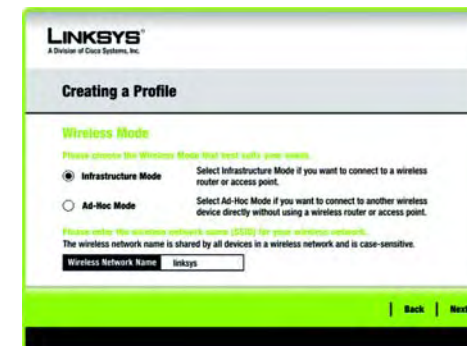 LINKSYS®
A Division of Cisco Systems, Inc.
Creating a Profile
Wireless Mode
Please choose the Wireless Mode that best suits your needs.
Infrastructure Mode
Select Infrastructure Mode if you want to connect to a wireless
router or access point.
Ad-Hoc Mode
Select Ad-Hoc Mode if you want to connect to another wireless
device directly without using a wireless router or access point.
Please enter the wireless network name (SSID) for your wireless network.
The wireless network name is shared by all devices in a wireless network and is case-sensitive.
Wireless Network Name linksys
Back Next